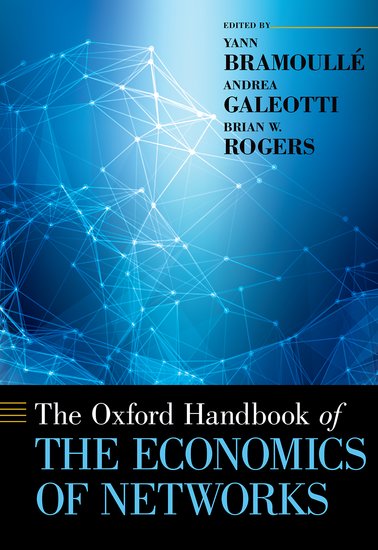 EDITED BY
YANN
BRAMOULLÉ
ANDREA
GALEOTTI
BRIAN W.
ROGERS
The Oxford Handbook of
THE ECONOMICS
OF NETWORKS